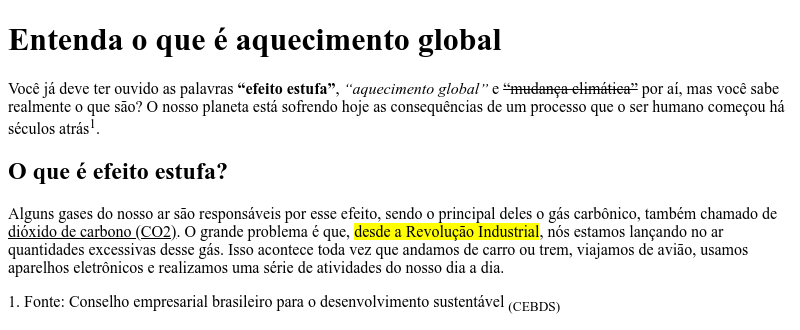 Entenda o que é aquecimento global
Você já deve ter ouvido as palavras “efeito estufa”, “aquecimento global” e “mudança climática” por aí, mas você sabe
realmente o que são? O nosso planeta está sofrendo hoje as consequências de um processo que o ser humano começou há
séculos atrás1.
O que é efeito estufa?
Alguns gases do nosso ar são responsáveis por esse efeito, sendo o principal deles o gás carbônico, também chamado de
dióxido de carbono (CO2). O grande problema é que, desde a Revolução Industrial, nós estamos lançando no ar
quantidades excessivas desse gás. Isso acontece toda vez que andamos de carro ou trem, viajamos de avião, usamos
aparelhos eletrônicos e realizamos uma série de atividades do nosso dia a dia.
1. Fonte: Conselho empresarial brasileiro para o desenvolvimento sustentável (CEBDS)